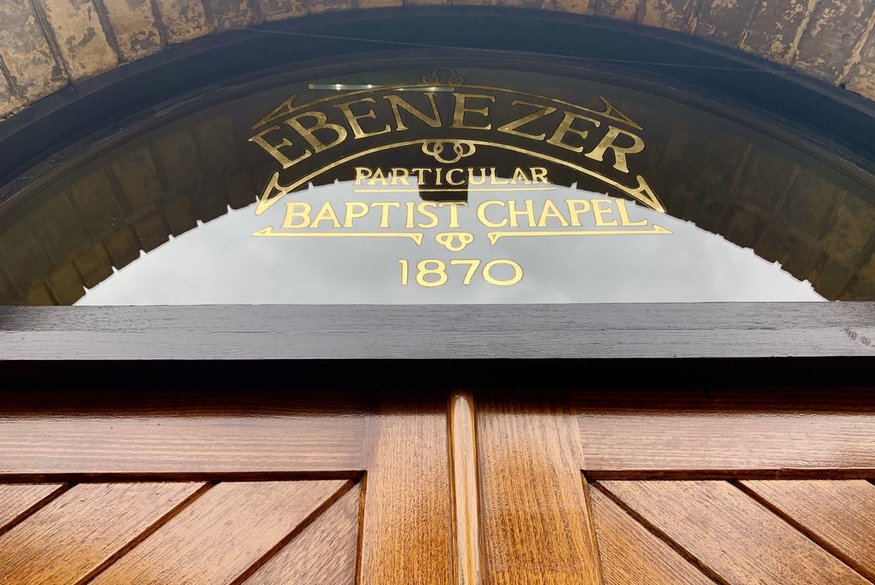 EBENEZER
PARTICULAR
BAPTIST CHAPEL
1870